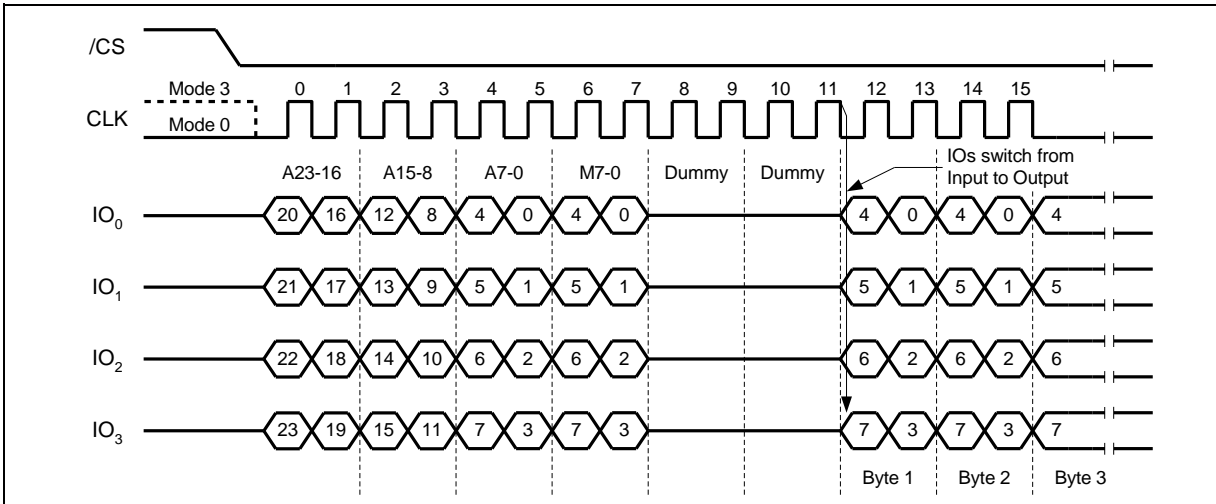 /CS
Mode 3
0 1 2 3 4 5 6 7 8 9 10 11 12 13 14 15
CLK
Mode 0
IOs switch from
Input to Output
A23-16 A15-8 A7-0 M7-0 Dummy Dummy
IO0 20 16 12 8 4 0 4 0 4 0 4 0 4
IO1 21 17 13 9 5 1 5 1 5 1 5 1 5
IO2 22 18 14 10 6 2 6 2 6 2 6 2 6
IO3 23 19 15 11 7 3 7 3 7 3 7 3 7
Byte 1 Byte 2 Byte 3